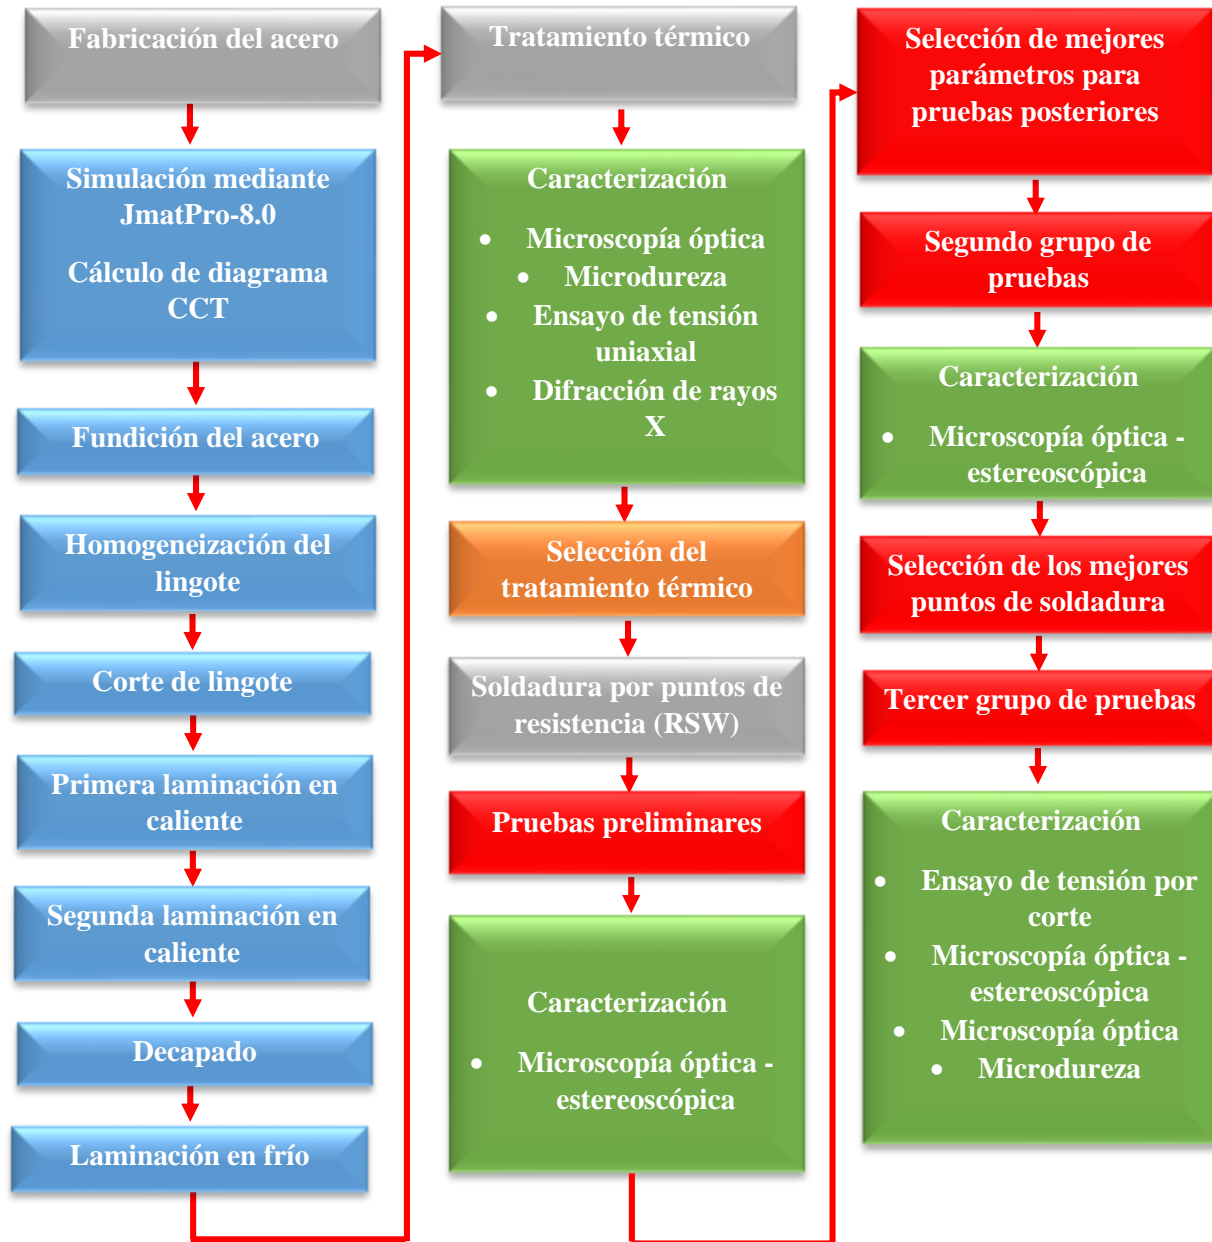 Fabricación del acero
Simulación mediante
JmatPro-8.0
Cálculo de diagrama
CCT
Fundición del acero
Homogeneización del
lingote
Corte de lingote
Primera laminación en
caliente
Segunda laminación en
caliente
Decapado
Laminación en frío
Tratamiento térmico
Caracterización
• Microscopía óptica
• Microdureza
• Ensayo de tensión
uniaxial
• Difracción de rayos
X
Selección del
tratamiento térmico
Soldadura por puntos de
resistencia (RSW)
Pruebas preliminares
Caracterización
• Microscopía óptica -
estereoscópica
Selección de mejores
parámetros para
pruebas posteriores
Segundo grupo de
pruebas
Caracterización
• Microscopía óptica -
estereoscópica
Selección de los mejores
puntos de soldadura
Tercer grupo de pruebas
Caracterización
• Ensayo de tensión por
corte
• Microscopía óptica -
estereoscópica
• Microscopía óptica
• Microdureza